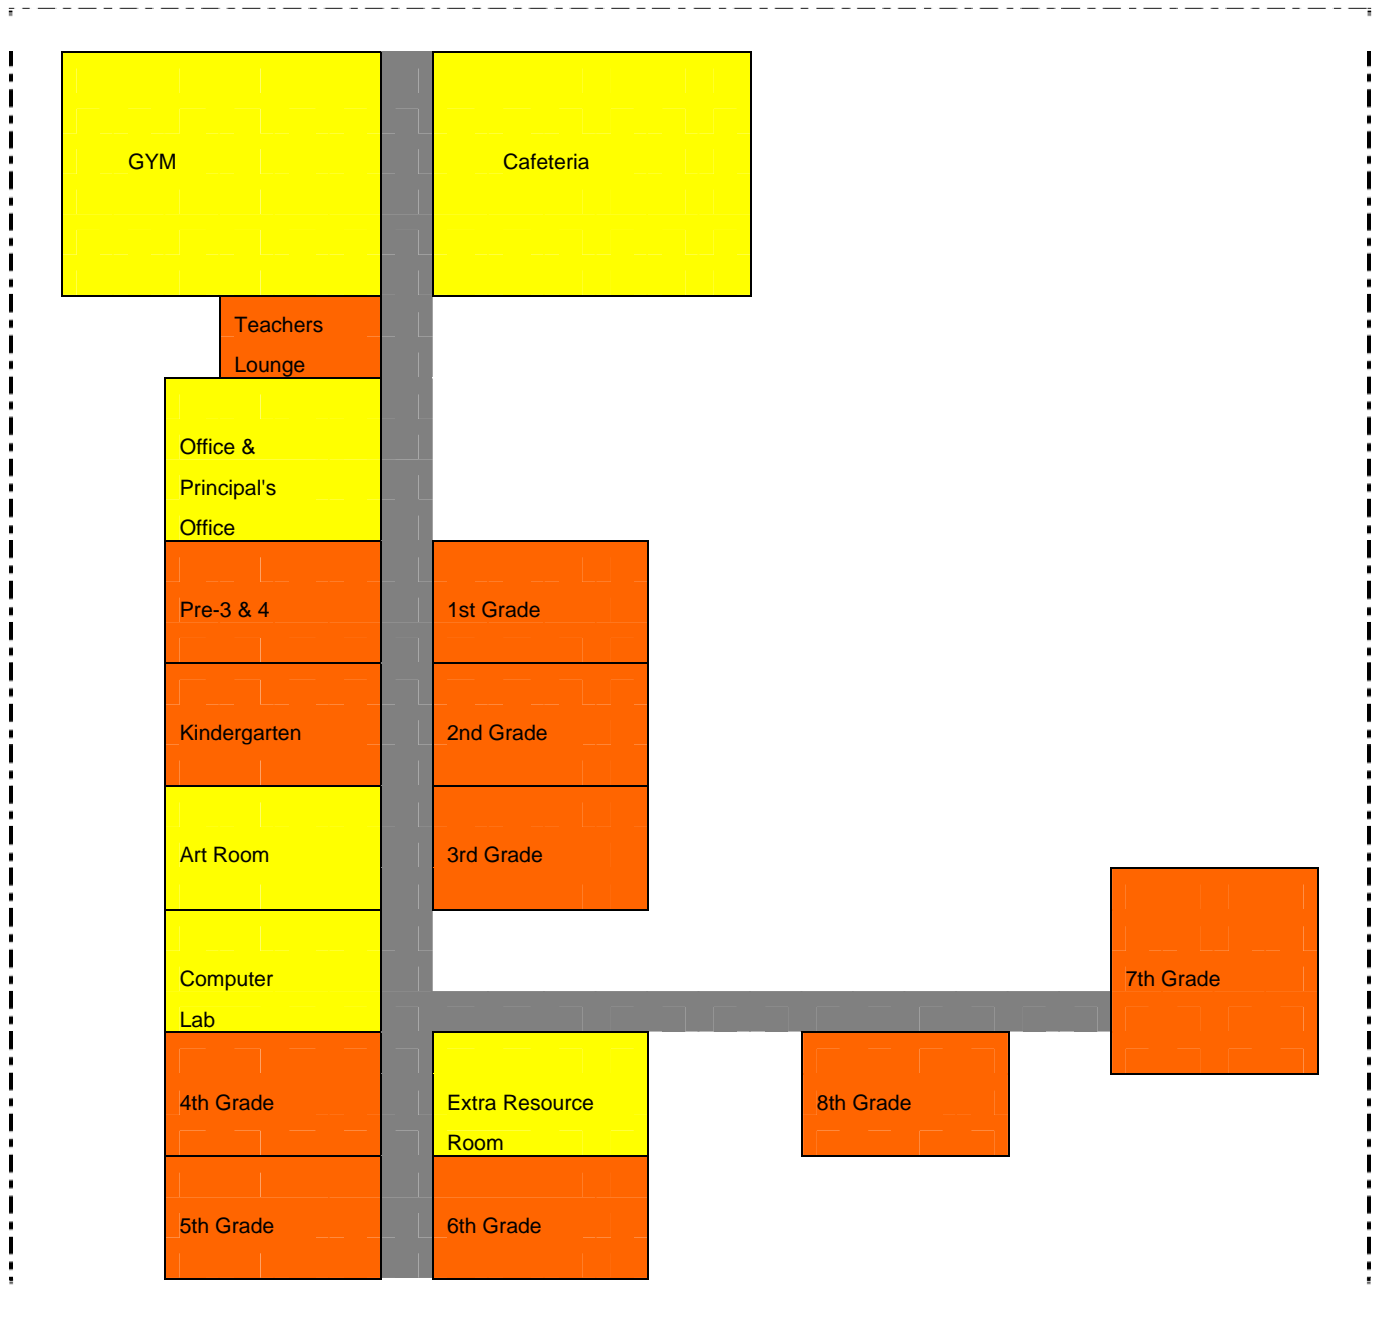 GYM
Cafeteria
Teachers
Lounge
Office &
Principal's
Office
Pre-3 & 4
1st Grade
Kindergarten
2nd Grade
Art Room
3rd Grade
Computer
Lab
7th Grade
4th Grade
Extra Resource
Room
8th Grade
5th Grade
6th Grade